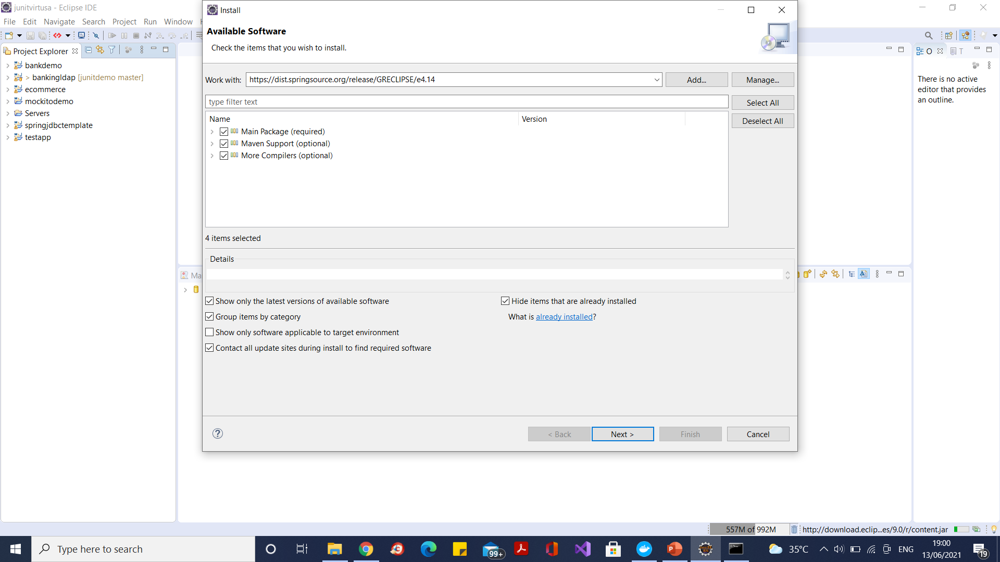 junitvirtusa - Eclipse IDE
File Edit Navigate Search Project Run Window
Project Explorer
bankdemo
> bankingldap [junitdemo master]
ecommerce
mockitodemo
Servers
springjdbctemplate
testapp
Install
Available Software
Check the items that you wish to install.
Work with: https://dist.springsource.org/release/GRECLIPSE/e4.14
Add...
Manage...
type filter text
Select All
Deselect All
Name Version
Main Package (required)
Maven Support (optional)
More Compilers (optional)
4 items selected
Details
Show only the latest versions of available software
Hide items that are already installed
Group items by category
What is already installed?
Show only software applicable to target environment
Contact all update sites during install to find required software
< Back
Next >
Finish
Cancel
Ma
O
T
There is no active
editor that provides
an outline.
557M of 992M
http://download.eclip...es/9.0/r/content.jar
Type here to search
99+
35°C
ENG
19:00
13/06/2021
19